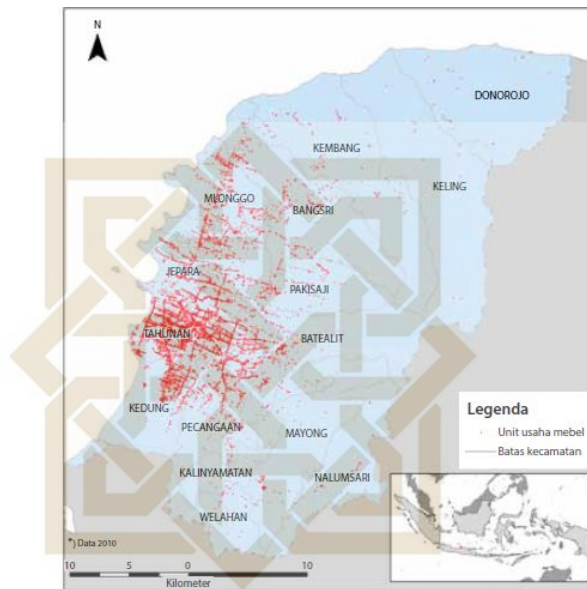 N
DONOROJO
KEMBANG
KELING
MLONGGO
BANGSRI
JEPARA
PAKISAJI
TAHUNAN
BATEALIT
KEDUNG
PECANGAAN
MAYONG
KALINYAMATAN
NALUMSARI
WELAHAN
Legenda
Unit usaha mebel
Batas kecamatan
*) Data 2010
10 5 0 10
Kilometer